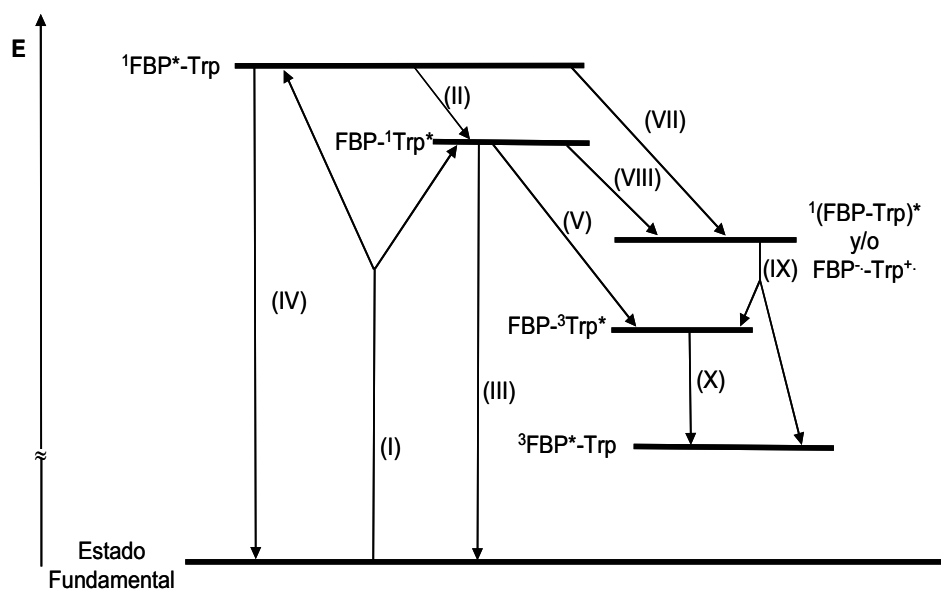 E
¹FBP*-Trp
(II)
(VII)
FBP-¹Trp*
(VIII)
(V)
¹(FBP-Trp)*
y/o
FBP⁻·-Trp⁺·
(IX)
(IV)
FBP-³Trp*
(X)
(III)
(I)
³FBP*-Trp
≈
Estado
Fundamental